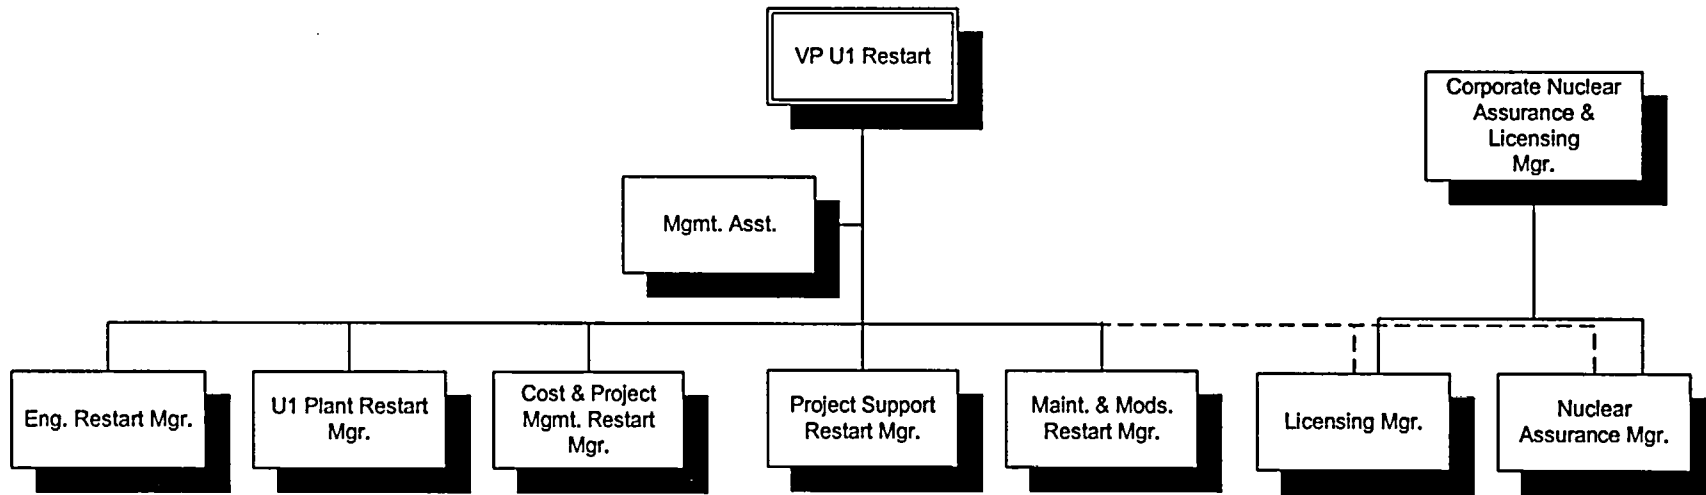 VP U1 Restart
Corporate Nuclear
Assurance &
Licensing
Mgr.
Mgmt. Asst.
Eng. Restart Mgr.
U1 Plant Restart
Mgr.
Cost & Project
Mgmt. Restart
Mgr.
Project Support
Restart Mgr.
Maint. & Mods.
Restart Mgr.
Licensing Mgr.
Nuclear
Assurance Mgr.